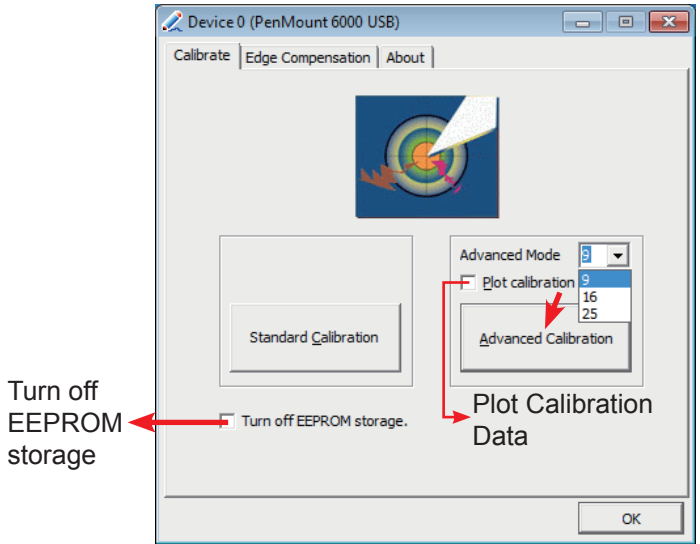 Device 0 (PenMount 6000 USB)
Calibrate
Edge Compensation
About
Advanced Mode
9
Plot calibration
9
16
25
Standard Calibration
Advanced Calibration
Turn off EEPROM storage.
Turn off
EEPROM
storage
Plot Calibration
Data
OK